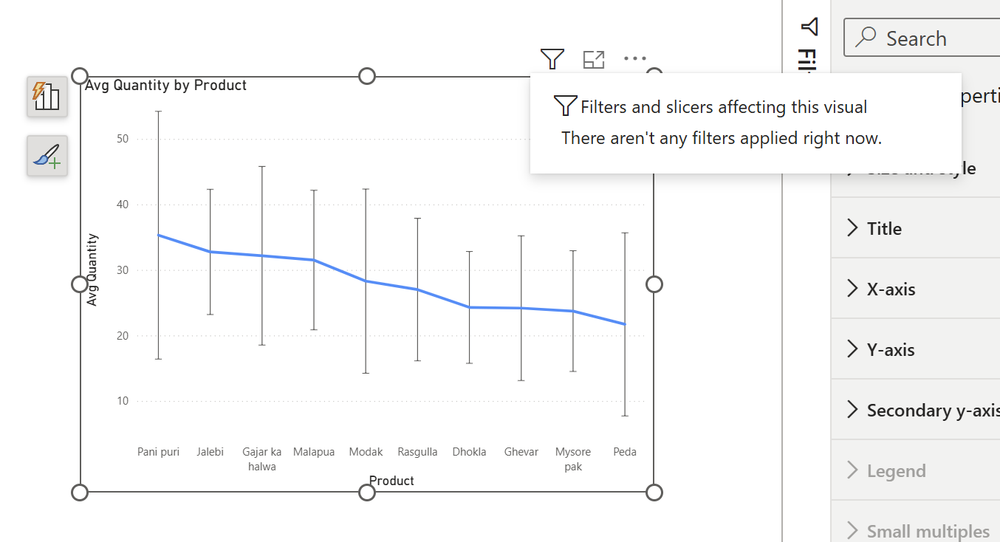 Search
Avg Quantity by Product
Filters and slicers affecting this visual
There aren't any filters applied right now.
50
40
30
20
10
Avg Quantity
Pani puri
Jalebi
Gajar ka
halwa
Malapua
Modak
Rasgulla
Dhokla
Ghevar
Mysore
pak
Peda
Product
Title
X-axis
Y-axis
Secondary y-axis
Legend
Small multiples